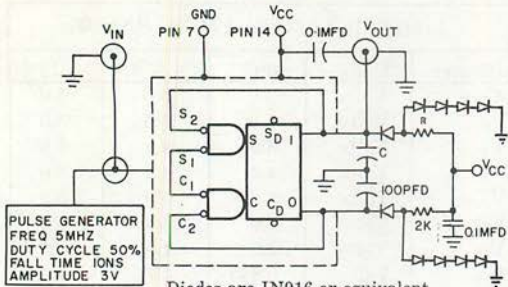 GND
PIN 7
VCC
PIN 14
0.1MFD
VOUT
VIN
S2
S1
C1
C2
S SD 1
C CD 0
C
100PFD
R
2K
VCC
0.1MFD
PULSE GENERATOR
FREQ 5MHZ
DUTY CYCLE 50%
FALL TIME 10NS
AMPLITUDE 3V
Diodes are IN916 or equivalent